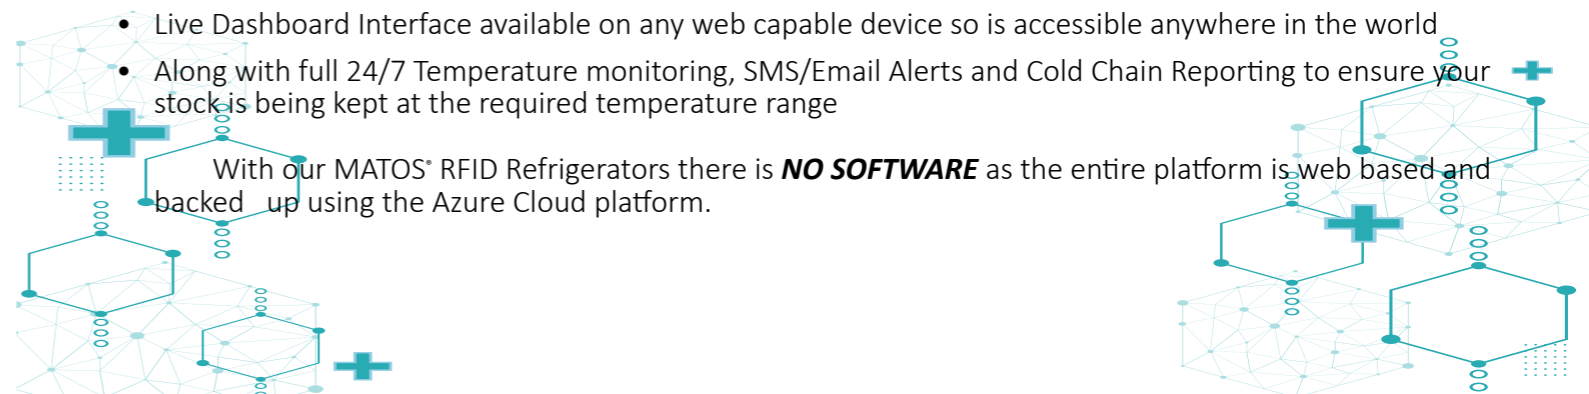 • Live Dashboard Interface available on any web capable device so is accessible anywhere in the world
• Along with full 24/7 Temperature monitoring, SMS/Email Alerts and Cold Chain Reporting to ensure your
stock is being kept at the required temperature range
With our MATOS® RFID Refrigerators there is NO SOFTWARE as the entire platform is web based and
backed up using the Azure Cloud platform.